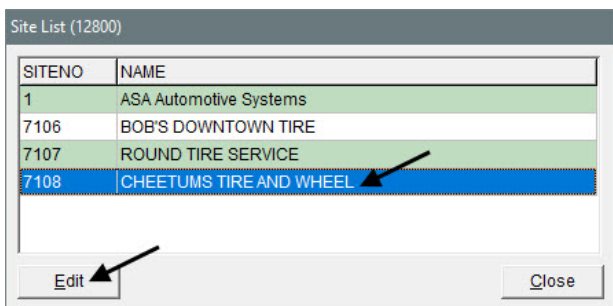 Site List (12800)
SITENO NAME
1 ASA Automotive Systems
7106 BOB'S DOWNTOWN TIRE
7107 ROUND TIRE SERVICE
7108 CHEETUMS TIRE AND WHEEL
Edit Close